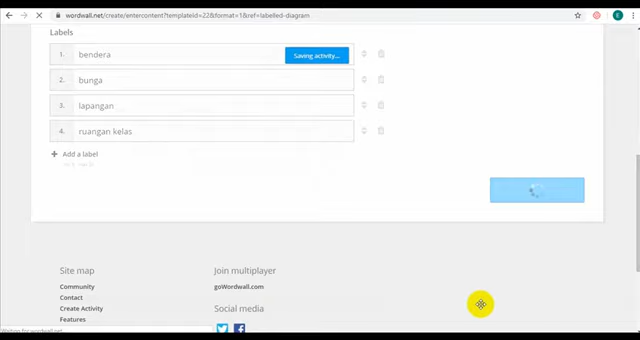 wordwall.net/create/entercontent?templateId=22&format=1&ref=labelled-diagram
Labels
1. bendera
Saving activity...
2. bunga
3. lapangan
4. ruangan kelas
Add a label
Site map
Join multiplayer
Community
goWordwall.com
Contact
Create Activity
Social media
Features
Waiting for wordwall.net